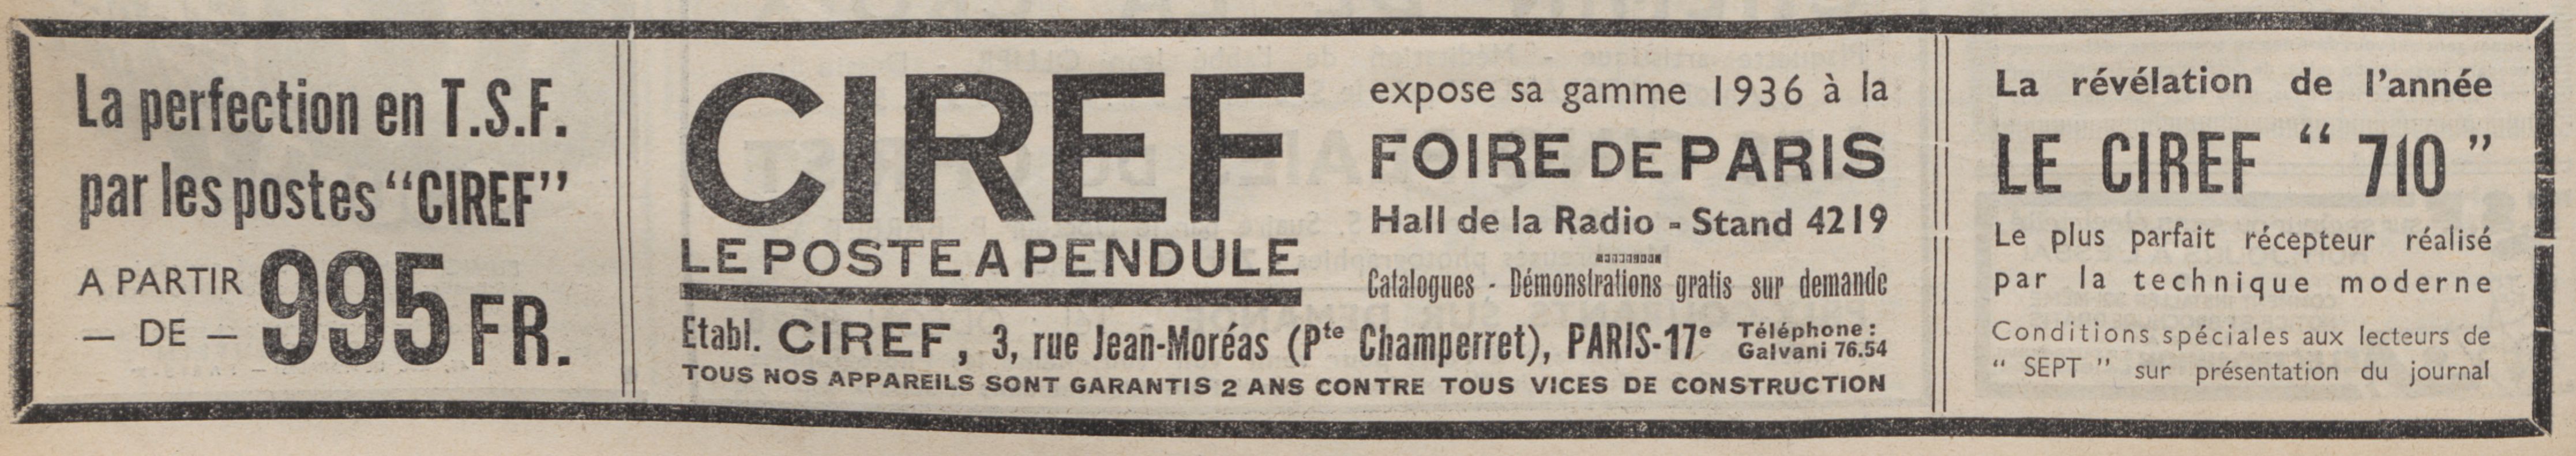 La perfection en T.S.F.
par les postes “CIREF”
A PARTIR
— DE —
995 FR.
CIREF
LE POSTE A PENDULE
expose sa gamme 1936 à la
FOIRE DE PARIS
Hall de la Radio - Stand 4219
Catalogues - Démonstrations gratis sur demande
Etabl. CIREF, 3, rue Jean-Moréas (Pte Champerret), PARIS-17e
Téléphone :
Galvani 76.54
TOUS NOS APPAREILS SONT GARANTIS 2 ANS CONTRE TOUS VICES DE CONSTRUCTION
La révélation de l'année
LE CIREF “ 710 ”
Le plus parfait récepteur réalisé
par la technique moderne
Conditions spéciales aux lecteurs de
“ SEPT ” sur présentation du journal